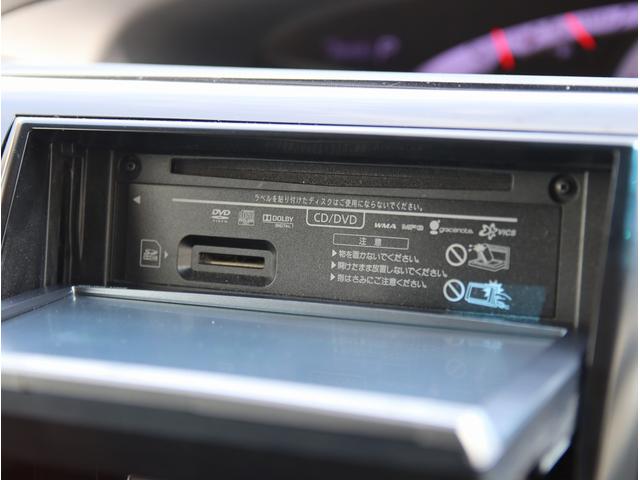 ラベルを貼り付けたディスクはご使用にならないでください。
DVD
VIDEO
DOLBY
DIGITAL
CD/DVD
WMA
MP3
gracenote.
VICS
注 意
▶物を置かないでください。
▶開けたまま放置しないでください。
▶指はさみにご注意ください。